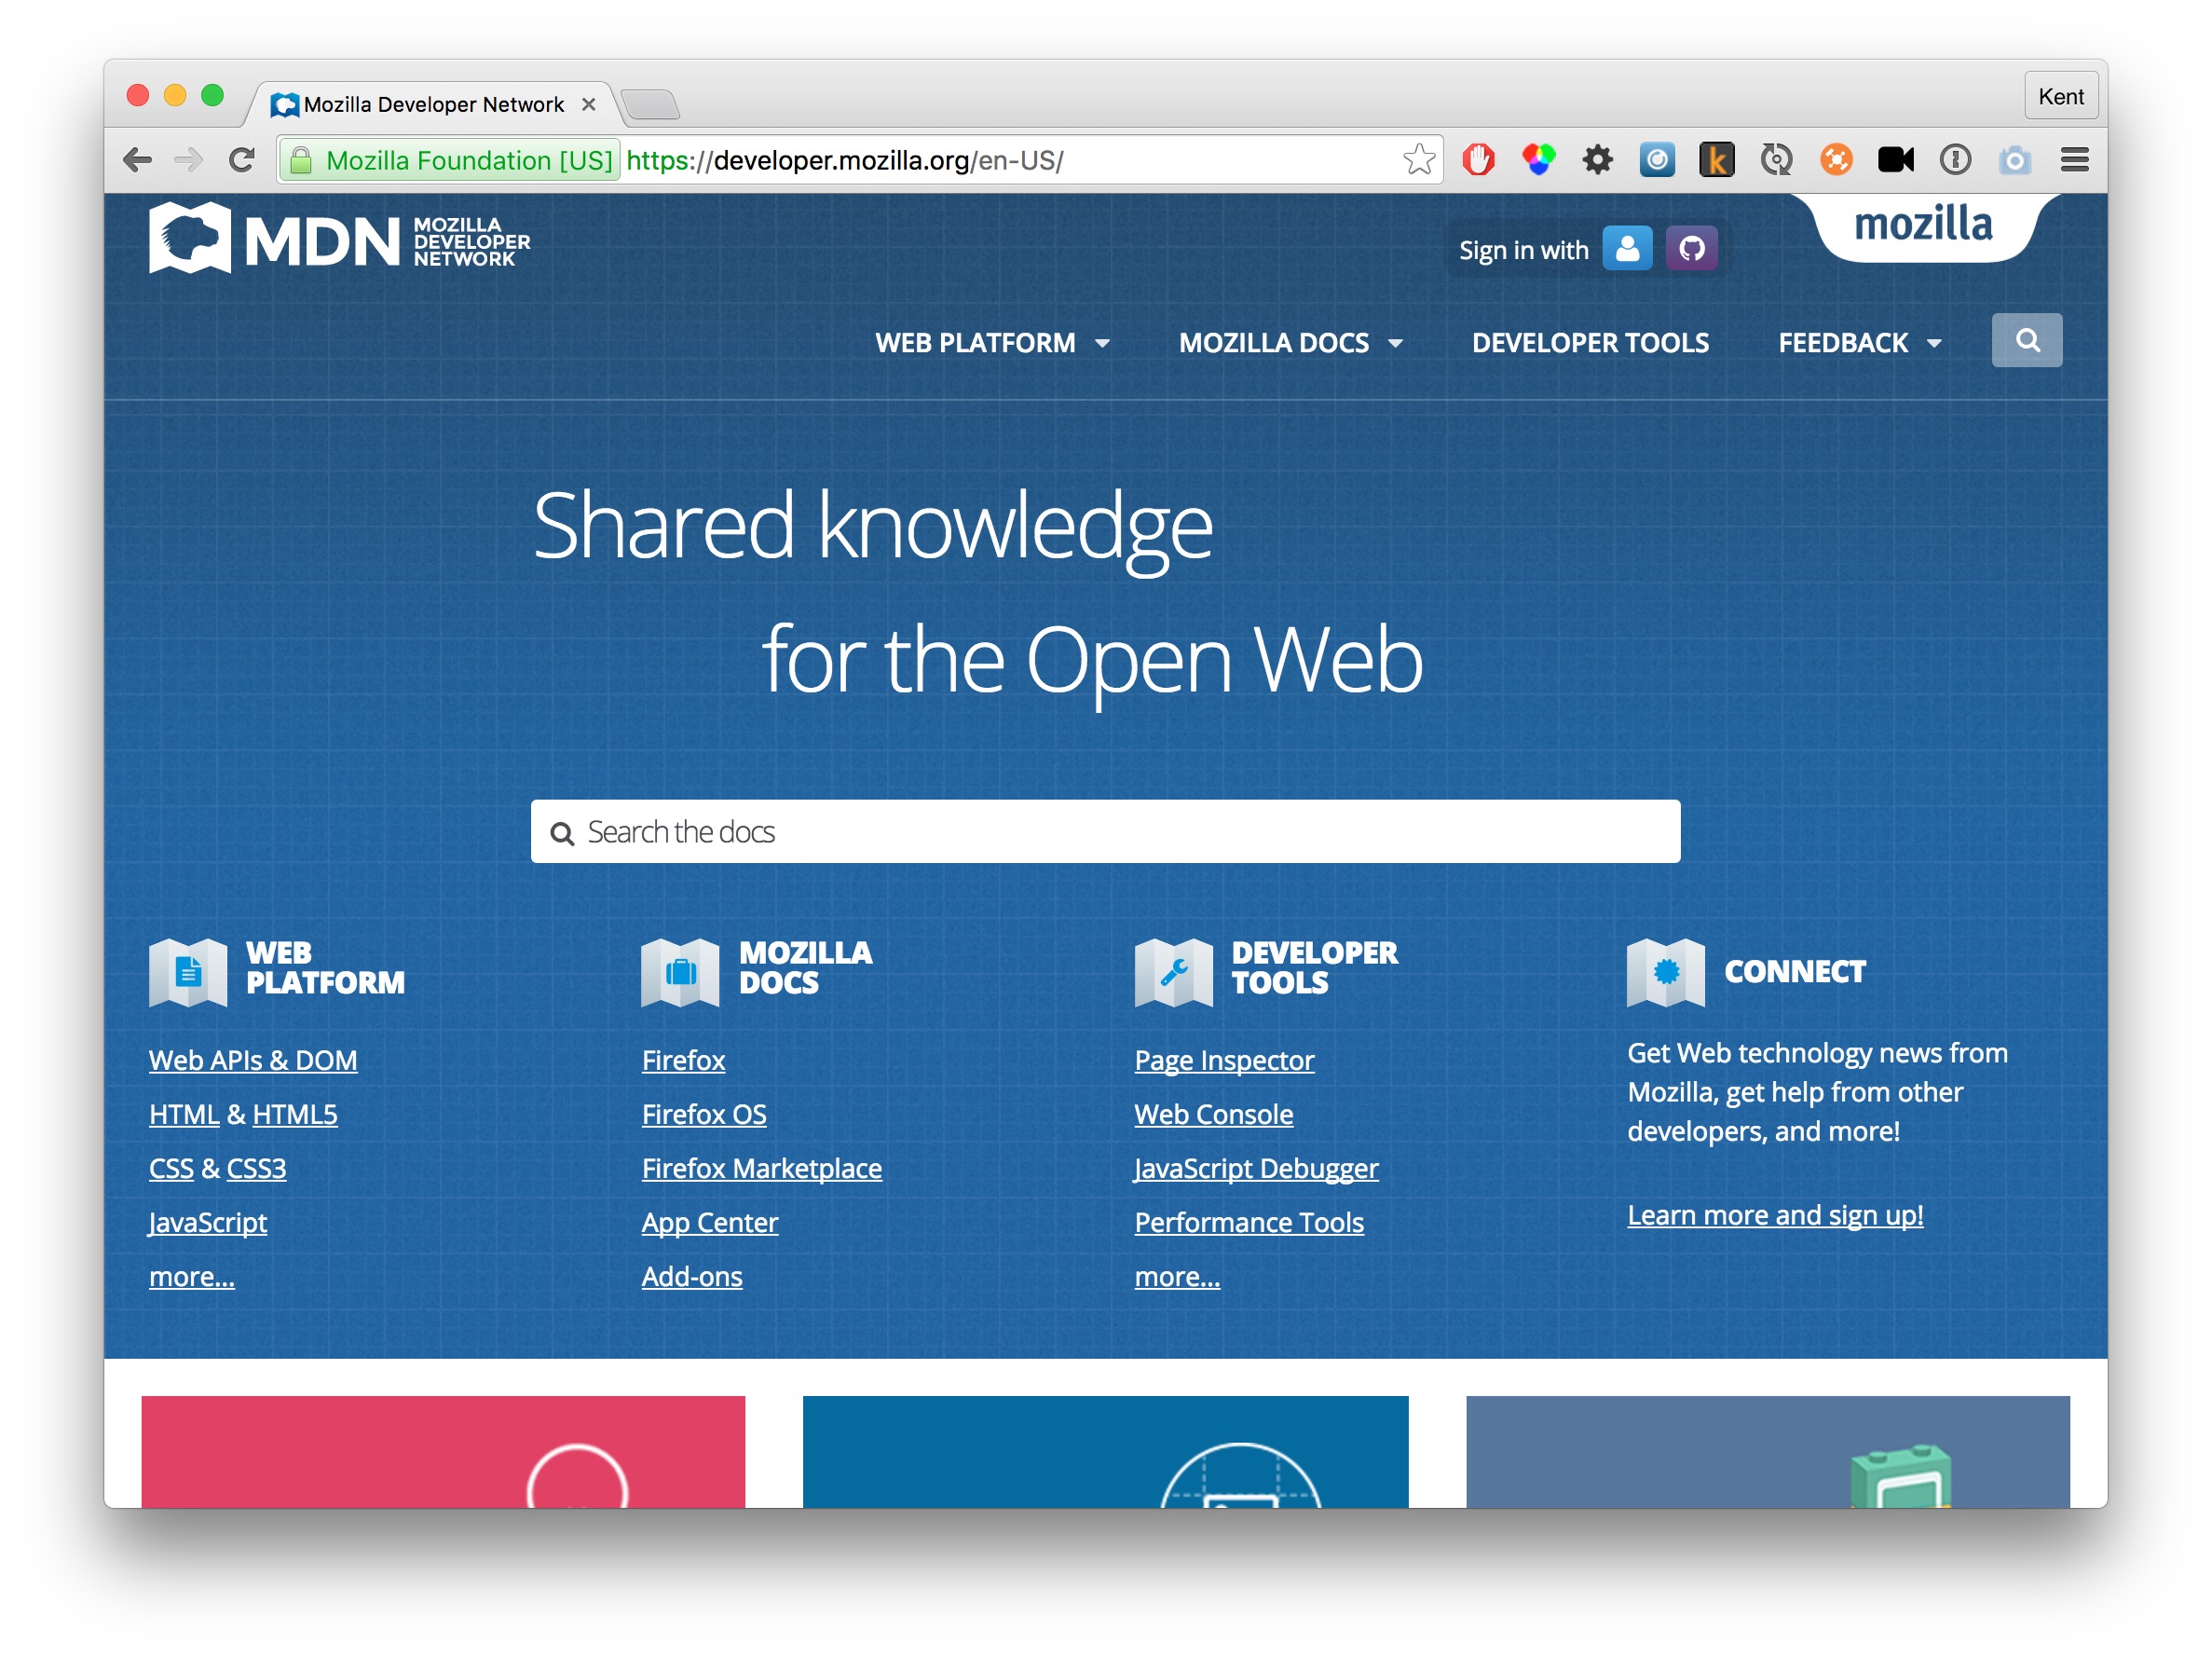 Mozilla Developer Network
Kent
Mozilla Foundation [US] https://developer.mozilla.org/en-US/
MDN MOZILLA DEVELOPER NETWORK
Sign in with
mozilla
WEB PLATFORM MOZILLA DOCS DEVELOPER TOOLS FEEDBACK
Shared knowledge
for the Open Web
Search the docs
WEB
PLATFORM
Web APIs & DOM
HTML & HTML5
CSS & CSS3
JavaScript
more...
MOZILLA
DOCS
Firefox
Firefox OS
Firefox Marketplace
App Center
Add-ons
DEVELOPER
TOOLS
Page Inspector
Web Console
JavaScript Debugger
Performance Tools
more...
CONNECT
Get Web technology news from
Mozilla, get help from other
developers, and more!
Learn more and sign up!